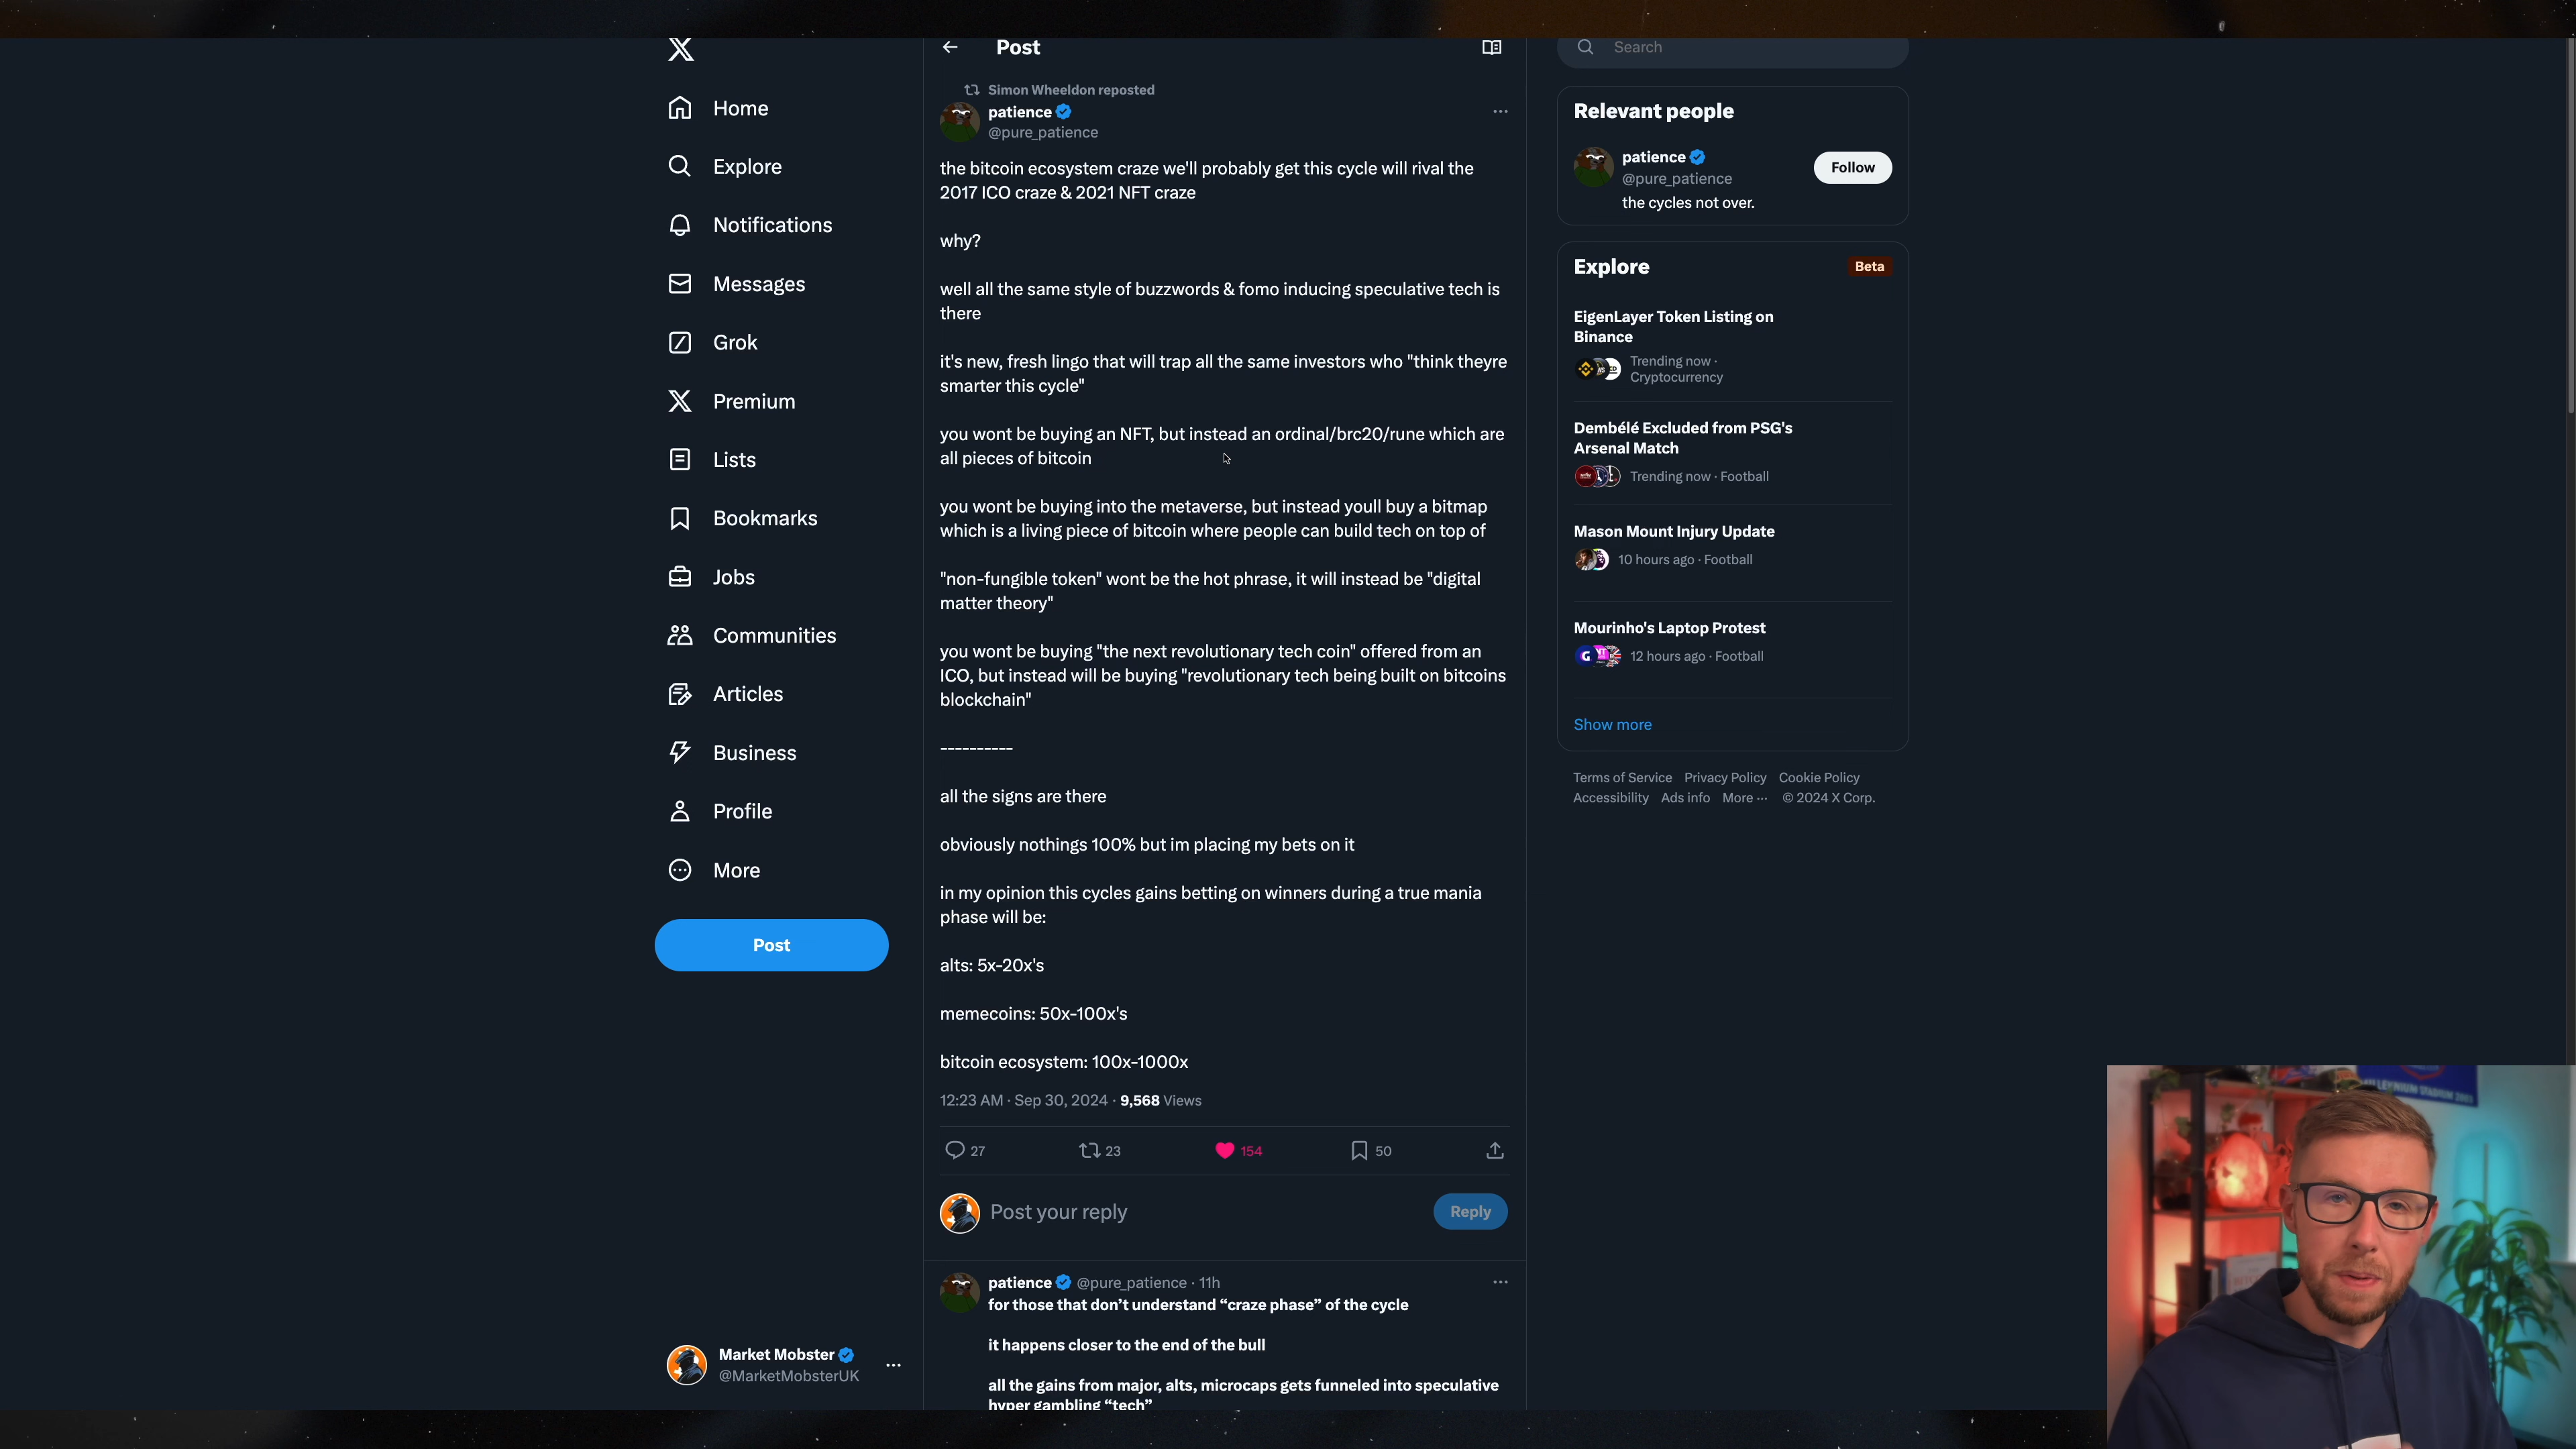 Home
Explore
Notifications
Messages
Grok
Premium
Lists
Bookmarks
Jobs
Communities
Articles
Business
Profile
More
Post
Market Mobster
@MarketMobsterUK
Post
Simon Wheeldon reposted
patience
@pure_patience
the bitcoin ecosystem craze we'll probably get this cycle will rival the
2017 ICO craze & 2021 NFT craze
why?
well all the same style of buzzwords & fomo inducing speculative tech is
there
it's new, fresh lingo that will trap all the same investors who "think theyre
smarter this cycle"
you wont be buying an NFT, but instead an ordinal/brc20/rune which are
all pieces of bitcoin
you wont be buying into the metaverse, but instead youll buy a bitmap
which is a living piece of bitcoin where people can build tech on top of
"non-fungible token" wont be the hot phrase, it will instead be "digital
matter theory"
you wont be buying "the next revolutionary tech coin" offered from an
ICO, but instead will be buying "revolutionary tech being built on bitcoins
blockchain"
----------
all the signs are there
obviously nothings 100% but im placing my bets on it
in my opinion this cycles gains betting on winners during a true mania
phase will be:
alts: 5x-20x's
memecoins: 50x-100x's
bitcoin ecosystem: 100x-1000x
12:23 AM · Sep 30, 2024 · 9,568 Views
27 23 154 50
Post your reply
Reply
patience @pure_patience · 11h
for those that don't understand “craze phase” of the cycle
it happens closer to the end of the bull
all the gains from major, alts, microcaps gets funneled into speculative
hyper gambling “tech”
Search
Relevant people
patience
@pure_patience
Follow
the cycles not over.
Explore
Beta
EigenLayer Token Listing on
Binance
Trending now ·
Cryptocurrency
Dembélé Excluded from PSG's
Arsenal Match
Trending now · Football
Mason Mount Injury Update
10 hours ago · Football
Mourinho's Laptop Protest
12 hours ago · Football
Show more
Terms of Service Privacy Policy Cookie Policy
Accessibility Ads info More ··· © 2024 X Corp.